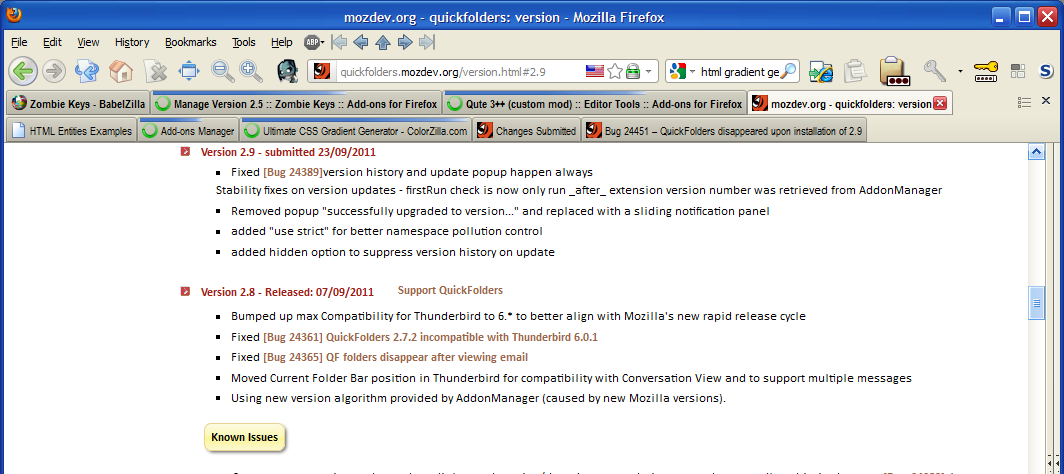 mozdev.org - quickfolders: version - Mozilla Firefox
File Edit View History Bookmarks Tools Help ABP
quickfolders.mozdev.org/version.html#2.9 html gradient ge
Zombie Keys - BabelZilla Manage Version 2.5 :: Zombie Keys :: Add-ons for Firefox Qute 3++ (custom mod) :: Editor Tools :: Add-ons for Firefox mozdev.org - quickfolders: version
HTML Entities Examples Add-ons Manager Ultimate CSS Gradient Generator - ColorZilla.com Changes Submitted Bug 24451 – QuickFolders disappeared upon installation of 2.9
Version 2.9 - submitted 23/09/2011
Fixed [Bug 24389]version history and update popup happen always
Stability fixes on version updates - firstRun check is now only run _after_ extension version number was retrieved from AddonManager
Removed popup "successfully upgraded to version..." and replaced with a sliding notification panel
added "use strict" for better namespace pollution control
added hidden option to suppress version history on update
Version 2.8 - Released: 07/09/2011 Support QuickFolders
Bumped up max Compatibility for Thunderbird to 6.* to better align with Mozilla's new rapid release cycle
Fixed [Bug 24361] QuickFolders 2.7.2 incompatible with Thunderbird 6.0.1
Fixed [Bug 24365] QF folders disappear after viewing email
Moved Current Folder Bar position in Thunderbird for compatibility with Conversation View and to support multiple messages
Using new version algorithm provided by AddonManager (caused by new Mozilla versions).
Known Issues